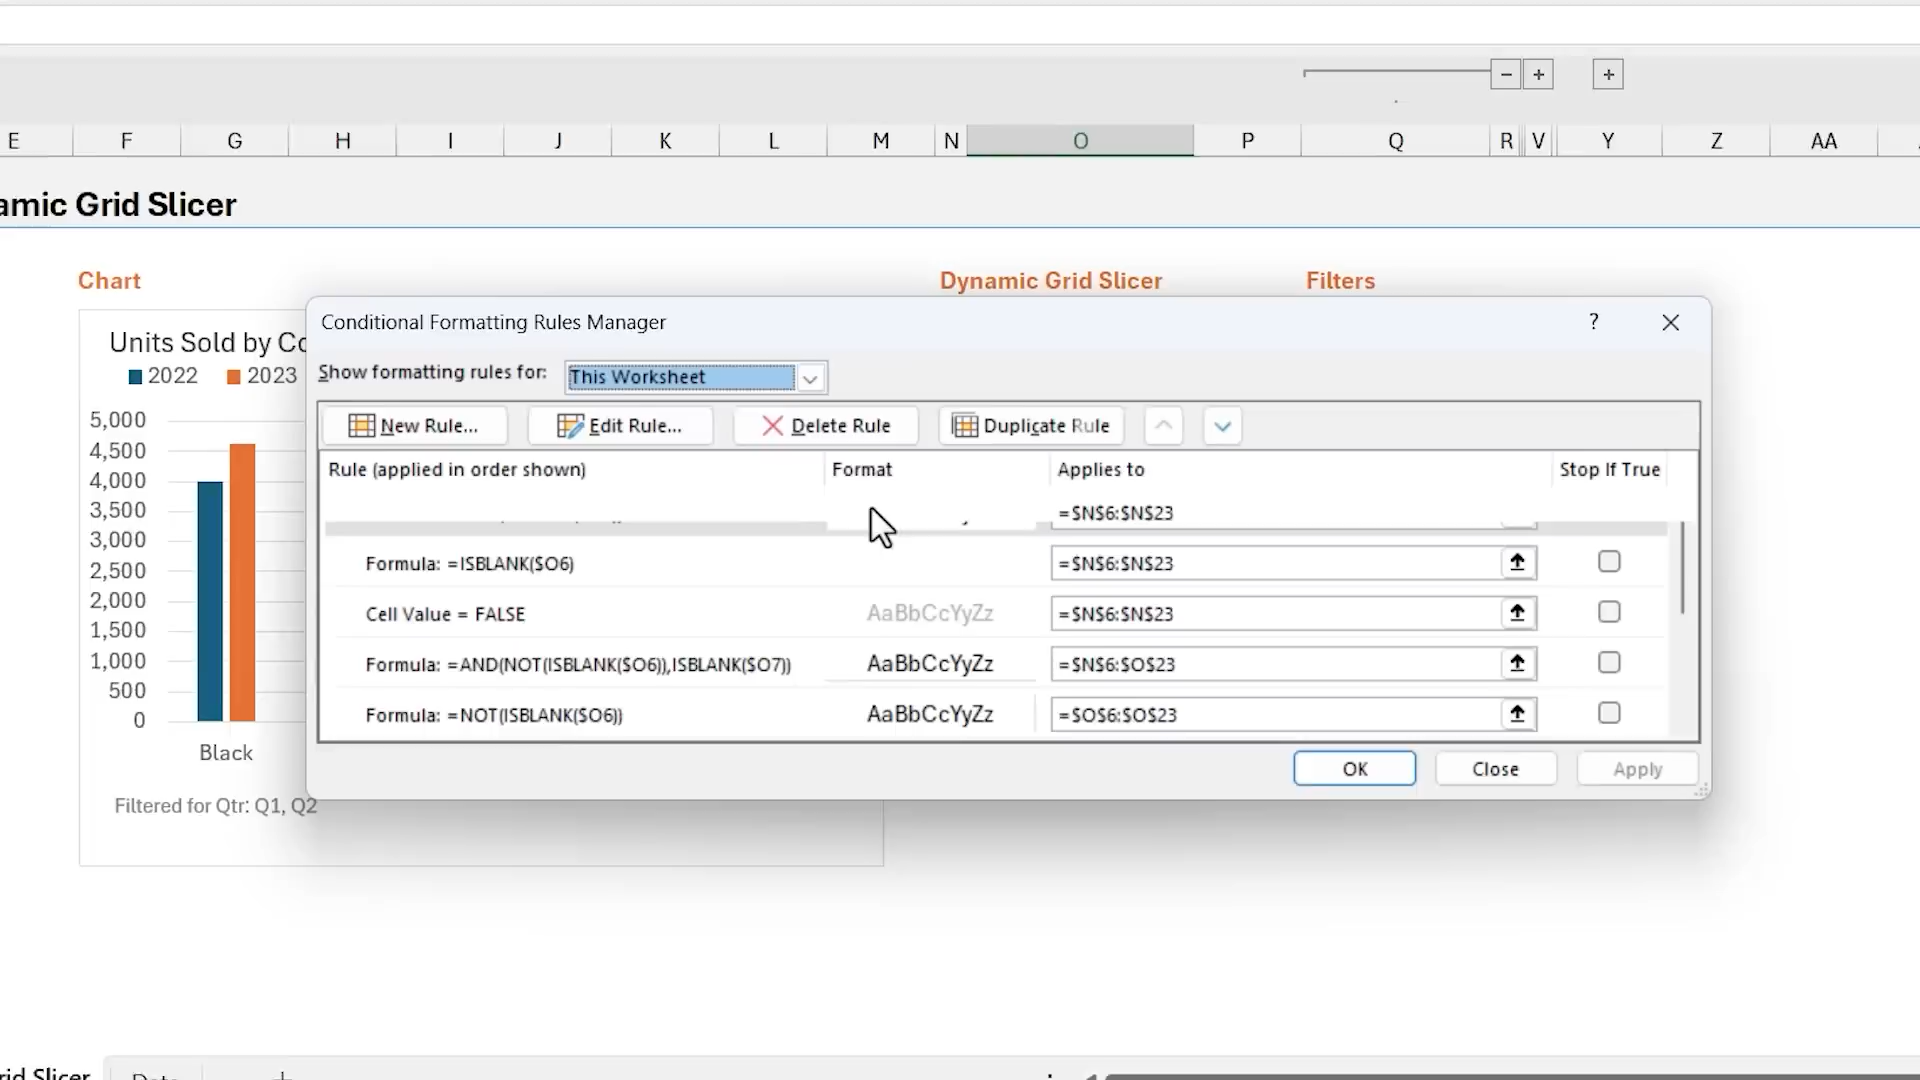 E F G H I J K L M N O P Q R V Y Z AA
amic Grid Slicer
Chart
Dynamic Grid Slicer
Filters
Units Sold by Co
2022 2023
5,000
4,500
4,000
3,500
3,000
2,500
2,000
1,500
1,000
500
0
Black
Filtered for Qtr: Q1, Q2
Conditional Formatting Rules Manager
?
Show formatting rules for: This Worksheet
New Rule... Edit Rule... Delete Rule Duplicate Rule
Rule (applied in order shown) Format Applies to Stop If True
=$N$6:$N$23
Formula: =ISBLANK($O6) =$N$6:$N$23
Cell Value = FALSE AaBbCcYyZz =$N$6:$N$23
Formula: =AND(NOT(ISBLANK($O6)),ISBLANK($O7)) AaBbCcYyZz =$N$6:$O$23
Formula: =NOT(ISBLANK($O6)) AaBbCcYyZz =$O$6:$O$23
OK Close Apply
rid Slicer Data +